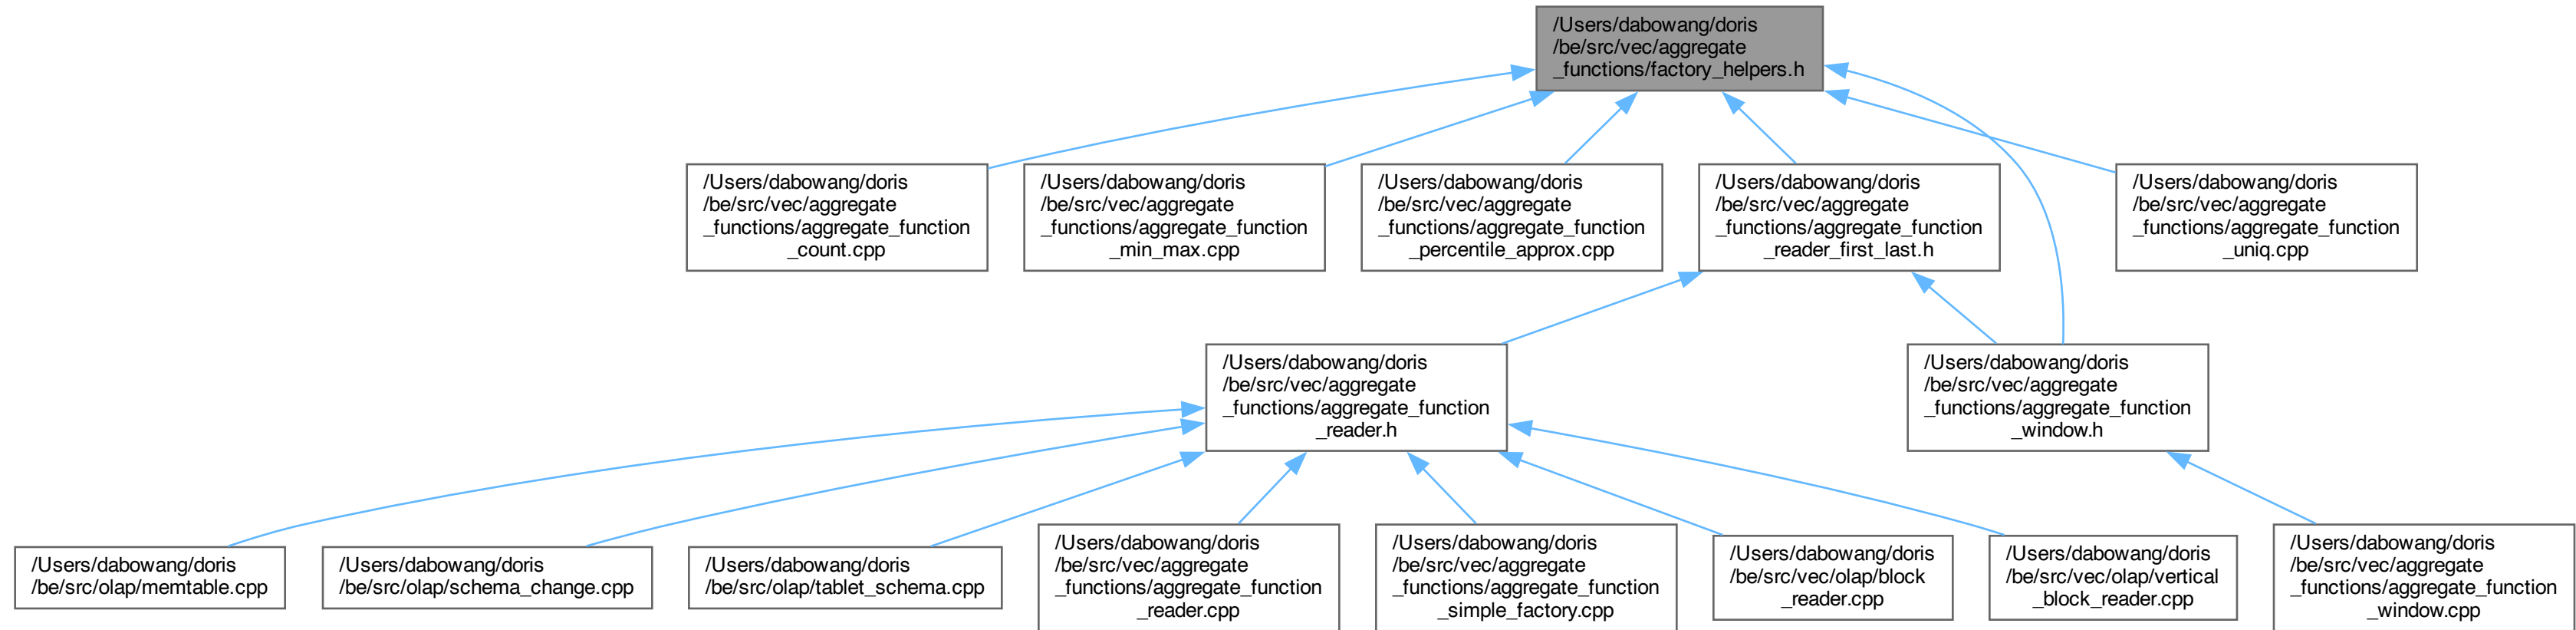 /Users/dabowang/doris
/be/src/vec/aggregate
_functions/factory_helpers.h
/Users/dabowang/doris
/be/src/vec/aggregate
_functions/aggregate_function
_count.cpp
/Users/dabowang/doris
/be/src/vec/aggregate
_functions/aggregate_function
_min_max.cpp
/Users/dabowang/doris
/be/src/vec/aggregate
_functions/aggregate_function
_percentile_approx.cpp
/Users/dabowang/doris
/be/src/vec/aggregate
_functions/aggregate_function
_reader_first_last.h
/Users/dabowang/doris
/be/src/vec/aggregate
_functions/aggregate_function
_uniq.cpp
/Users/dabowang/doris
/be/src/vec/aggregate
_functions/aggregate_function
_reader.h
/Users/dabowang/doris
/be/src/vec/aggregate
_functions/aggregate_function
_window.h
/Users/dabowang/doris
/be/src/olap/memtable.cpp
/Users/dabowang/doris
/be/src/olap/schema_change.cpp
/Users/dabowang/doris
/be/src/olap/tablet_schema.cpp
/Users/dabowang/doris
/be/src/vec/aggregate
_functions/aggregate_function
_reader.cpp
/Users/dabowang/doris
/be/src/vec/aggregate
_functions/aggregate_function
_simple_factory.cpp
/Users/dabowang/doris
/be/src/vec/olap/block
_reader.cpp
/Users/dabowang/doris
/be/src/vec/olap/vertical
_block_reader.cpp
/Users/dabowang/doris
/be/src/vec/aggregate
_functions/aggregate_function
_window.cpp